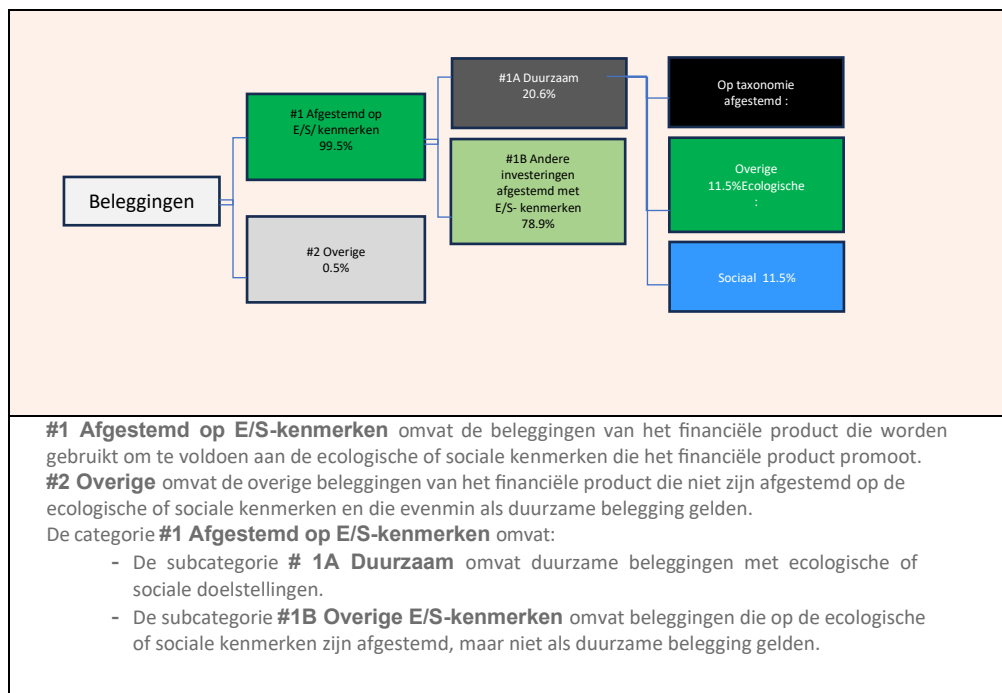 Beleggingen
#1 Afgestemd op
E/S/ kenmerken
99.5%
#2 Overige
0.5%
#1A Duurzaam
20.6%
#1B Andere
investeringen
afgestemd met
E/S- kenmerken
78.9%
Op taxonomie
afgestemd :
Overige
11.5%Ecologische
:
Sociaal 11.5%
#1 Afgestemd op E/S-kenmerken omvat de beleggingen van het financiële product die worden
gebruikt om te voldoen aan de ecologische of sociale kenmerken die het financiële product promoot.
#2 Overige omvat de overige beleggingen van het financiële product die niet zijn afgestemd op de
ecologische of sociale kenmerken en die evenmin als duurzame belegging gelden.
De categorie #1 Afgestemd op E/S-kenmerken omvat:
- De subcategorie # 1A Duurzaam omvat duurzame beleggingen met ecologische of
sociale doelstellingen.
- De subcategorie #1B Overige E/S-kenmerken omvat beleggingen die op de ecologische
of sociale kenmerken zijn afgestemd, maar niet als duurzame belegging gelden.